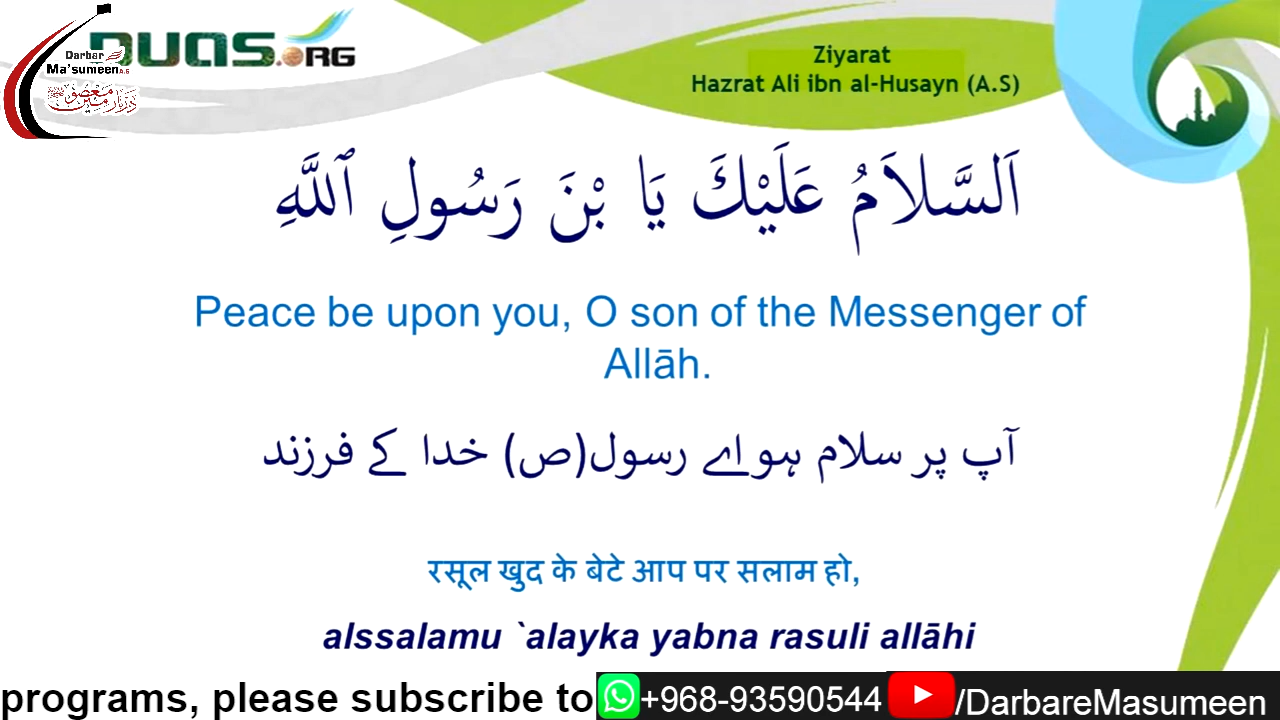 DUAS.ORG
Darbar
Ma'sumeen A.S
Ziyarat
Hazrat Ali ibn al-Husayn (A.S)
اَلسَّلاَمُ عَلَيْكَ يَا بْنَ رَسُولِ ٱللَّهِ
Peace be upon you, O son of the Messenger of
Allāh.
آپ پر سلام ہو اے رسول(ص) خدا کے فرزند
रसूल खुद के बेटे आप पर सलाम हो,
alssalamu `alayka yabna rasuli allāhi
programs, please subscribe to +968-93590544 /DarbareMasumeen